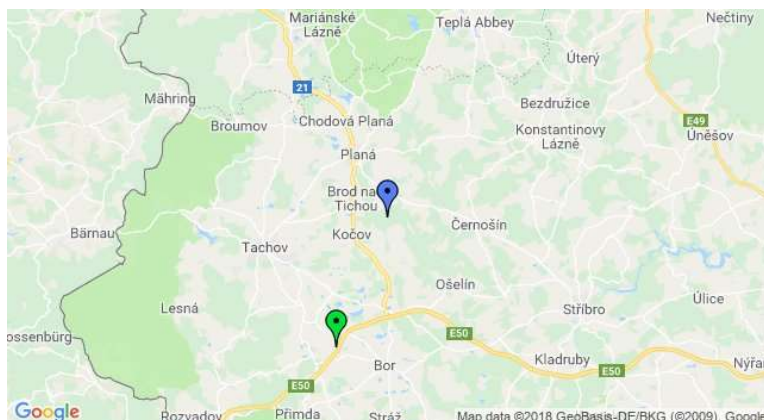 Mariánské
Lázně
Teplá Abbey
Nečtiny
Úterý
21
Mähring
Bezdružice
E49
Broumov
Chodová Planá
Konstantinovy
Lázně
Úněšov
Planá
Brod na
Tichou
Černošín
Bärnau
Kočov
Tachov
Ošelín
Lesná
Stříbro
Úlice
ossenbürg
E50
Bor
Kladruby
E50
Nýřan
E50
Google
Rozvadov
Přimda
Stráž
Map data ©2018 GeoBasis-DE/BKG (©2009), Google